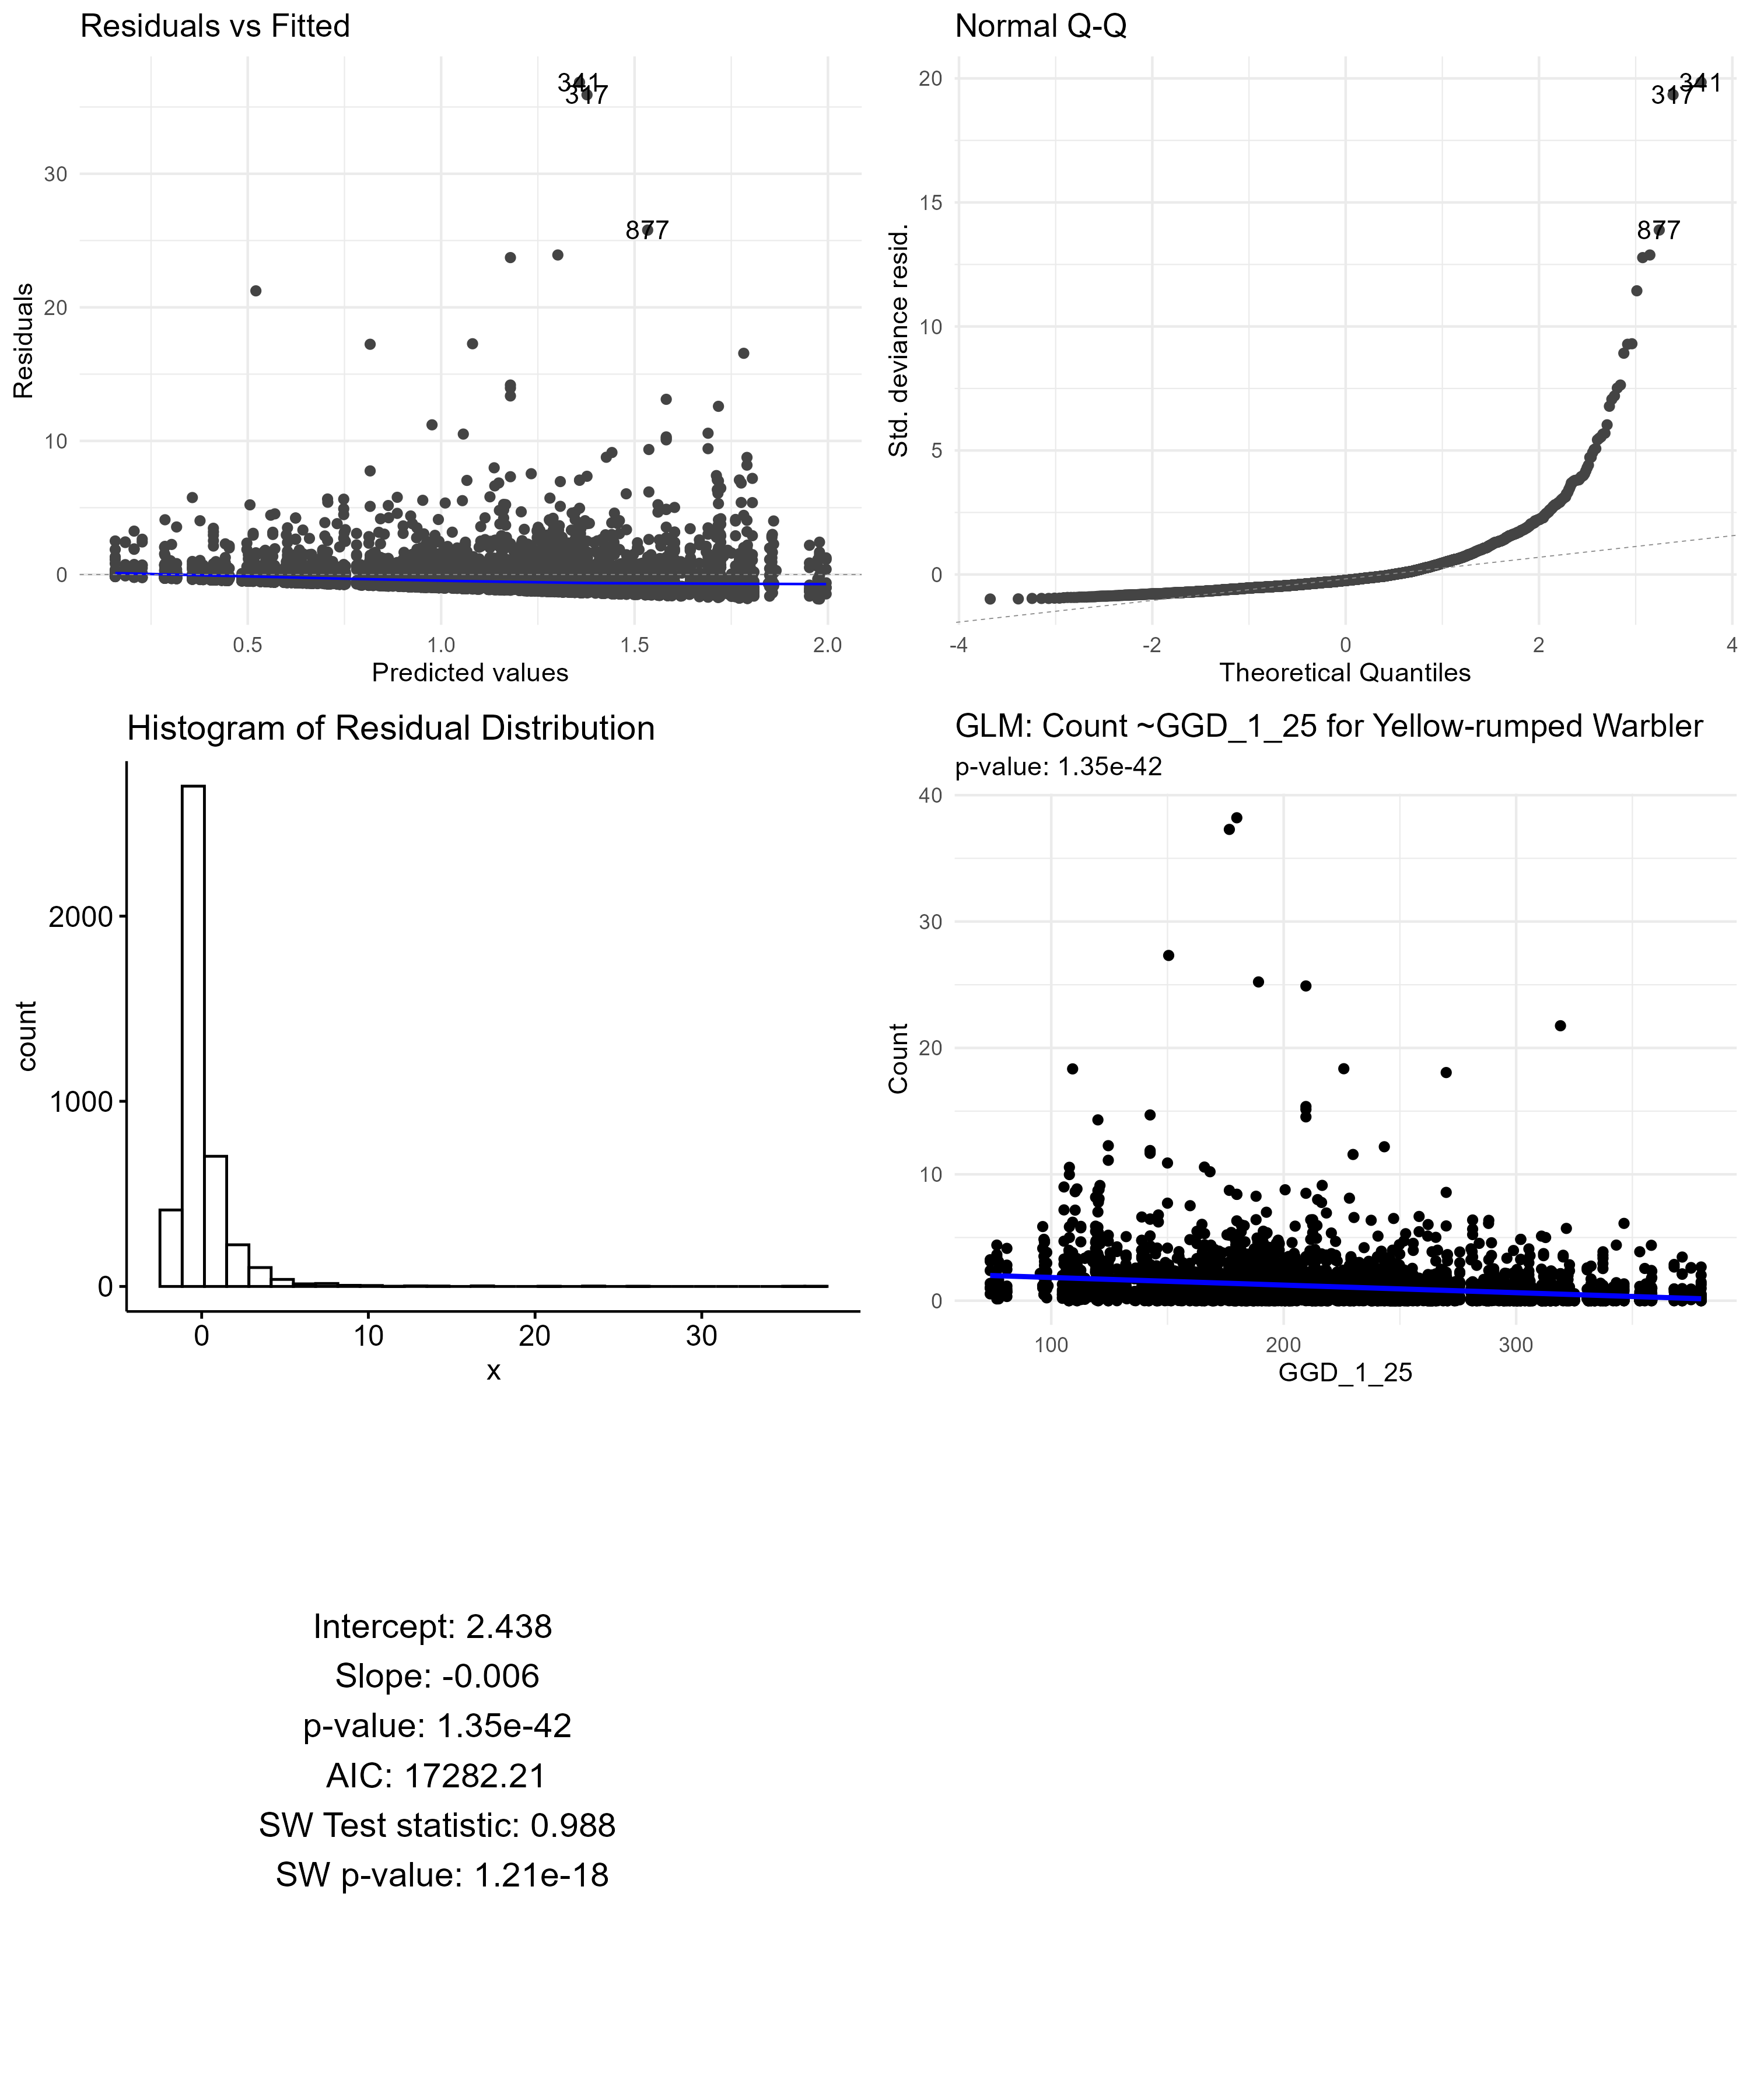 Residuals vs Fitted
341
317
877
30
20
10
0
Residuals
0.5 1.0 1.5 2.0
Predicted values
Normal Q-Q
341
317
877
20
15
10
5
0
Std. deviance resid.
-4 -2 0 2 4
Theoretical Quantiles
Histogram of Residual Distribution
2000
1000
0
count
0 10 20 30
x
GLM: Count ~GGD_1_25 for Yellow-rumped Warbler
p-value: 1.35e-42
40
30
20
10
0
Count
100 200 300
GGD_1_25
Intercept: 2.438
Slope: -0.006
p-value: 1.35e-42
AIC: 17282.21
SW Test statistic: 0.988
SW p-value: 1.21e-18